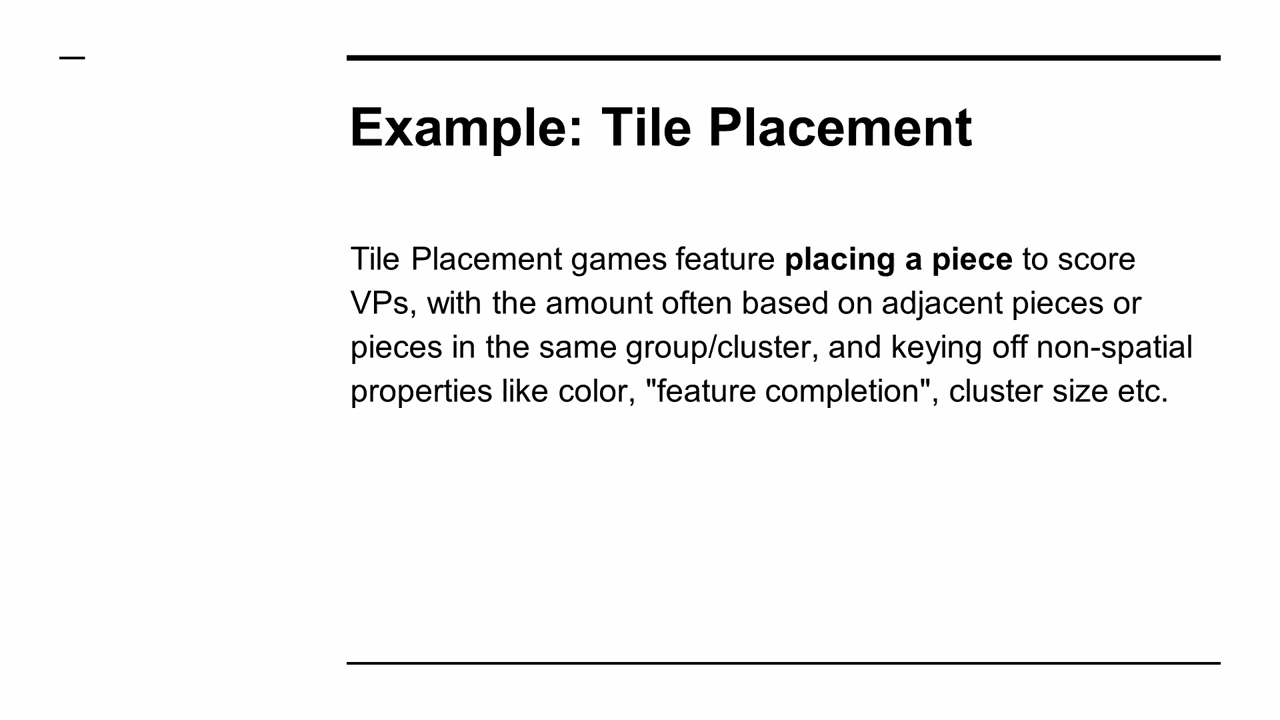 Example: Tile Placement
Tile Placement games feature placing a piece to score
VPs, with the amount often based on adjacent pieces or
pieces in the same group/cluster, and keying off non-spatial
properties like color, "feature completion", cluster size etc.